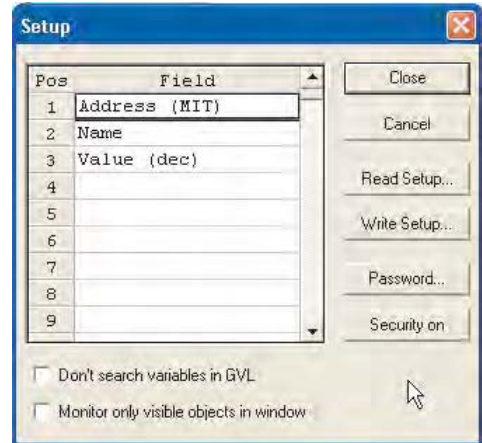 Setup
Pos Field
1 Address (MIT)
2 Name
3 Value (dec)
4
5
6
7
8
9
Close
Cancel
Read Setup...
Write Setup...
Password...
Security on
Don't search variables in GVL
Monitor only visible objects in window